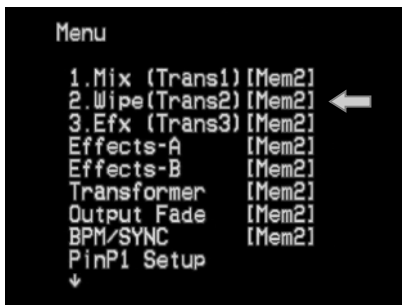 Menu
1.Mix (Trans1)[Mem2]
2.Wipe(Trans2)[Mem2]
3.Efx (Trans3)[Mem2]
Effects-A [Mem2]
Effects-B [Mem2]
Transformer [Mem2]
Output Fade [Mem2]
BPM/SYNC [Mem2]
PinP1 Setup